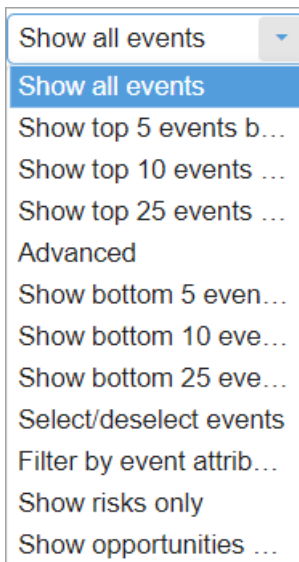 Show all events
Show all events
Show top 5 events b...
Show top 10 events ...
Show top 25 events ...
Advanced
Show bottom 5 even...
Show bottom 10 eve...
Show bottom 25 eve...
Select/deselect events
Filter by event attrib...
Show risks only
Show opportunities ...